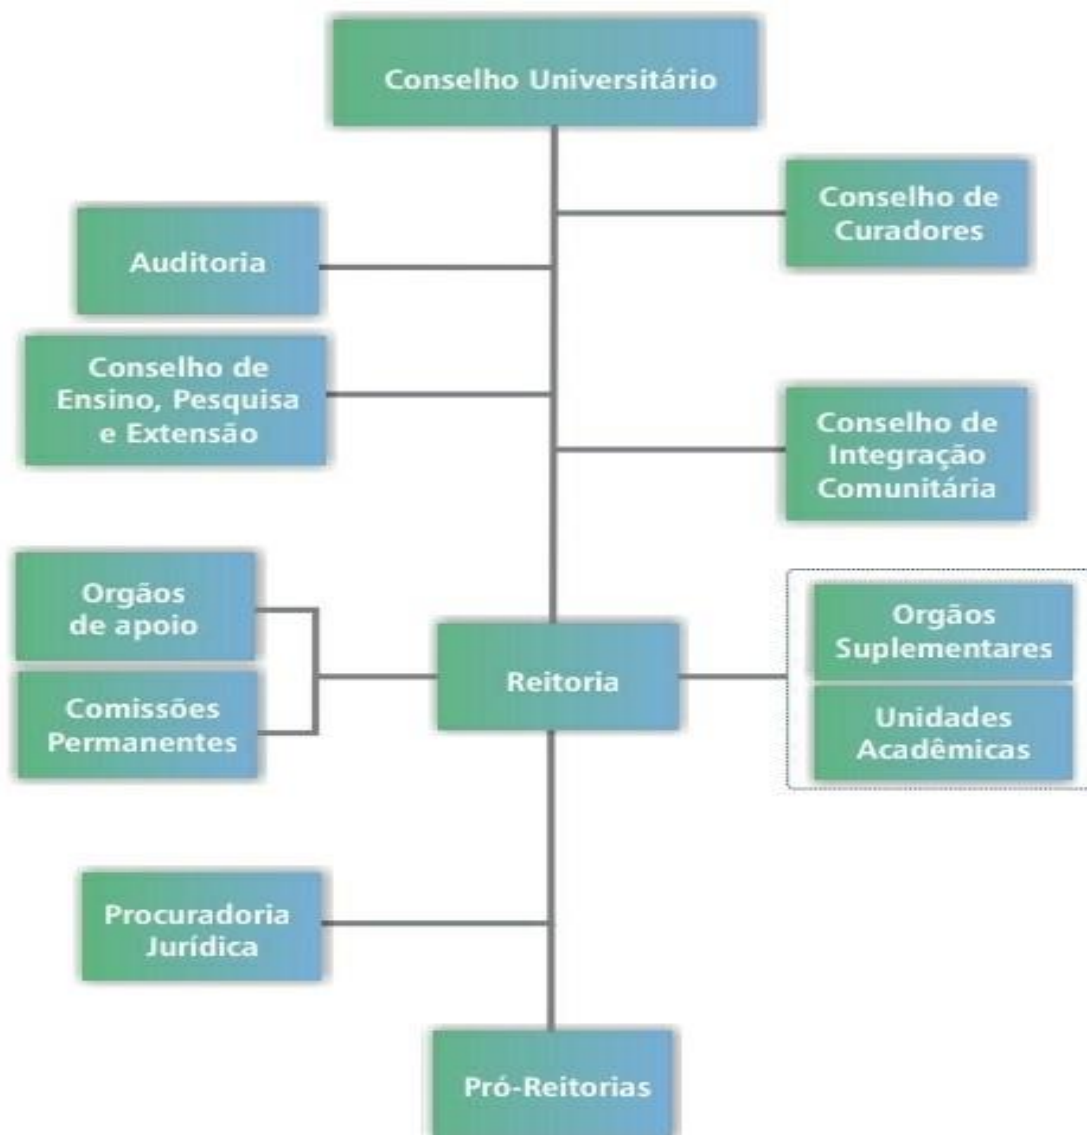 Conselho Universitário
Conselho de
Curadores
Auditoria
Conselho de
Ensino, Pesquisa
e Extensão
Conselho de
Integração
Comunitária
Orgãos
de apoio
Comissões
Permanentes
Reitoria
Orgãos
Suplementares
Unidades
Acadêmicas
Procuradoria
Jurídica
Pró-Reitorias